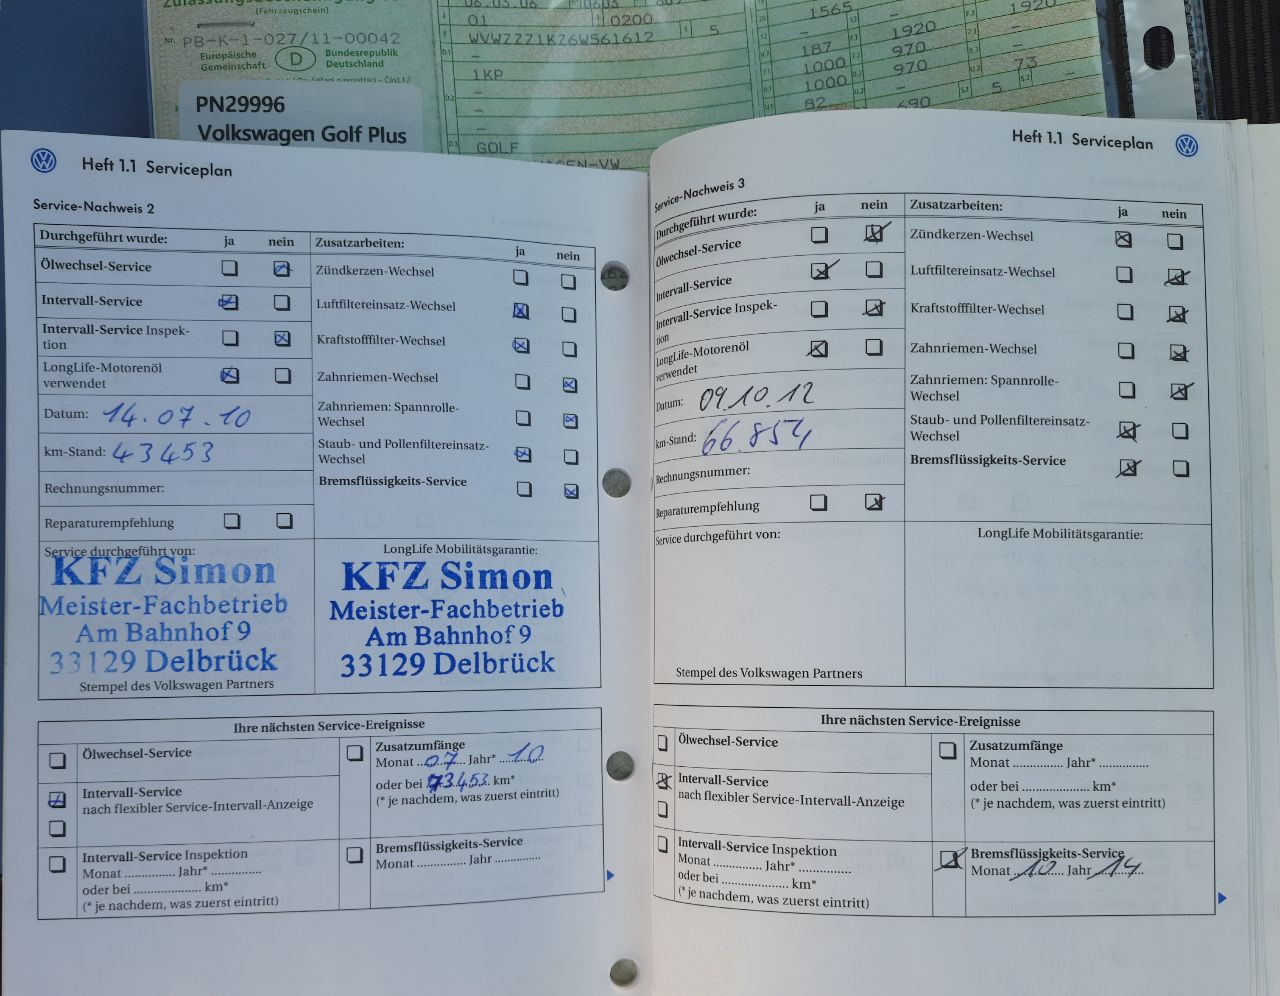 (Fahrzeugschein)
Nr. PB-K-1-027/11-00042
Europäische Gemeinschaft
D
Bundesrepublik Deutschland
01
0200
WVWZZZ1KZ6W561612
5
1KP
GOLF
1565
1920
187
970
1000
970
1000
73
82
690
5
PN29996
Volkswagen Golf Plus
Heft 1.1 Serviceplan
Service-Nachweis 2
Durchgeführt wurde: ja nein
Ölwechsel-Service
Intervall-Service
Intervall-Service Inspek-
tion
LongLife-Motorenöl
verwendet
Datum: 14.07.10
km-Stand: 43453
Rechnungsnummer:
Reparaturempfehlung
Zusatzarbeiten: ja nein
Zündkerzen-Wechsel
Luftfiltereinsatz-Wechsel
Kraftstofffilter-Wechsel
Zahnriemen-Wechsel
Zahnriemen: Spannrolle-
Wechsel
Staub- und Pollenfiltereinsatz-
Wechsel
Bremsflüssigkeits-Service
Service durchgeführt von:
KFZ Simon
Meister-Fachbetrieb
Am Bahnhof 9
33129 Delbrück
Stempel des Volkswagen Partners
LongLife Mobilitätsgarantie:
KFZ Simon
Meister-Fachbetrieb
Am Bahnhof 9
33129 Delbrück
Ihre nächsten Service-Ereignisse
Ölwechsel-Service
Intervall-Service
nach flexibler Service-Intervall-Anzeige
Intervall-Service Inspektion
Monat .............. Jahr* ..............
oder bei ..................... km*
(* je nachdem, was zuerst eintritt)
Zusatzumfänge
Monat ..07.. Jahr* ..10..
oder bei 73453 km*
(* je nachdem, was zuerst eintritt)
Bremsflüssigkeits-Service
Monat .............. Jahr .............
Heft 1.1 Serviceplan
Service-Nachweis 3
Durchgeführt wurde: ja nein
Ölwechsel-Service
Intervall-Service
Intervall-Service Inspek-
tion
LongLife-Motorenöl
verwendet
Datum: 09.10.12
km-Stand: 66.854
Rechnungsnummer:
Reparaturempfehlung
Zusatzarbeiten: ja nein
Zündkerzen-Wechsel
Luftfiltereinsatz-Wechsel
Kraftstofffilter-Wechsel
Zahnriemen-Wechsel
Zahnriemen: Spannrolle-
Wechsel
Staub- und Pollenfiltereinsatz-
Wechsel
Bremsflüssigkeits-Service
Service durchgeführt von:
Stempel des Volkswagen Partners
LongLife Mobilitätsgarantie:
Ihre nächsten Service-Ereignisse
Ölwechsel-Service
Intervall-Service
nach flexibler Service-Intervall-Anzeige
Intervall-Service Inspektion
Monat .............. Jahr* ...............
oder bei ................... km*
(* je nachdem, was zuerst eintritt)
Zusatzumfänge
Monat .............. Jahr* ..............
oder bei .................... km*
(* je nachdem, was zuerst eintritt)
Bremsflüssigkeits-Service
Monat ..10.. Jahr ..14..